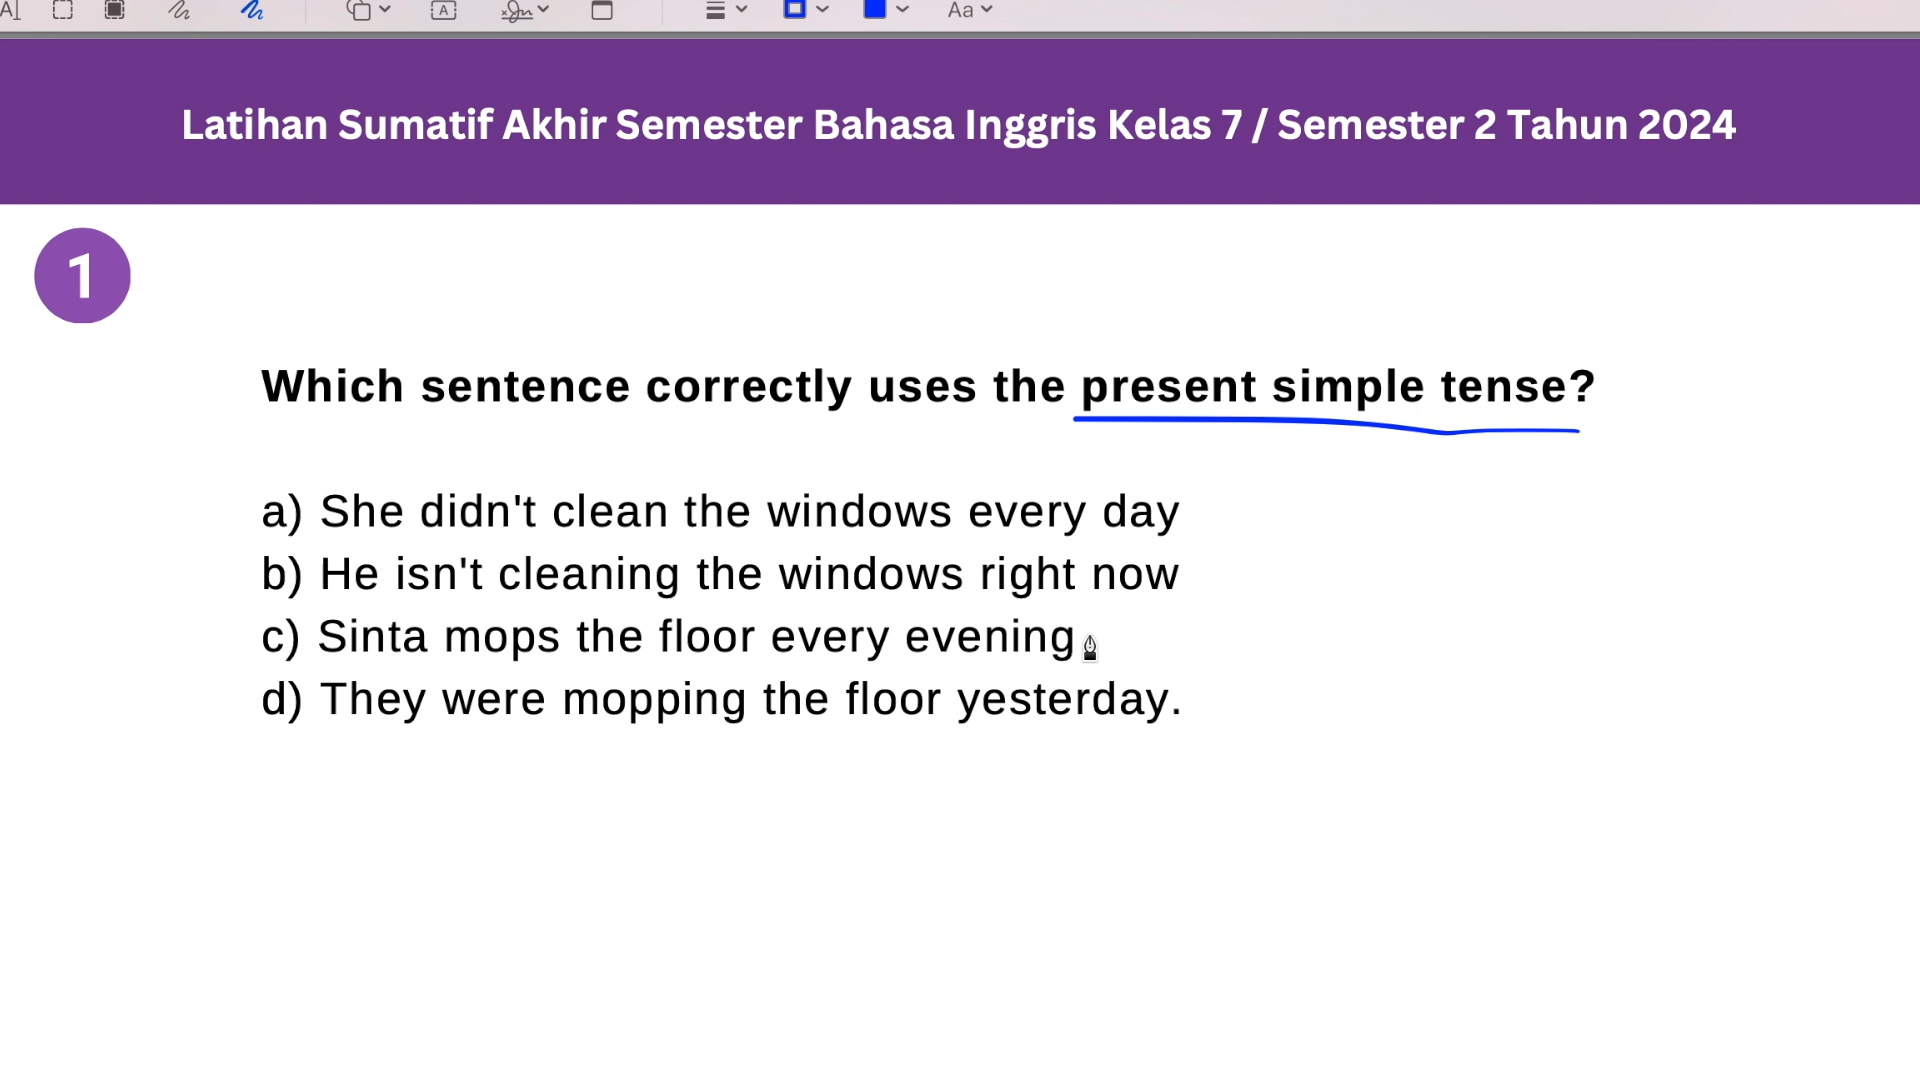 A
A
Aa
Latihan Sumatif Akhir Semester Bahasa Inggris Kelas 7 / Semester 2 Tahun 2024
1
Which sentence correctly uses the present simple tense?
a) She didn't clean the windows every day
b) He isn't cleaning the windows right now
c) Sinta mops the floor every evening
d) They were mopping the floor yesterday.